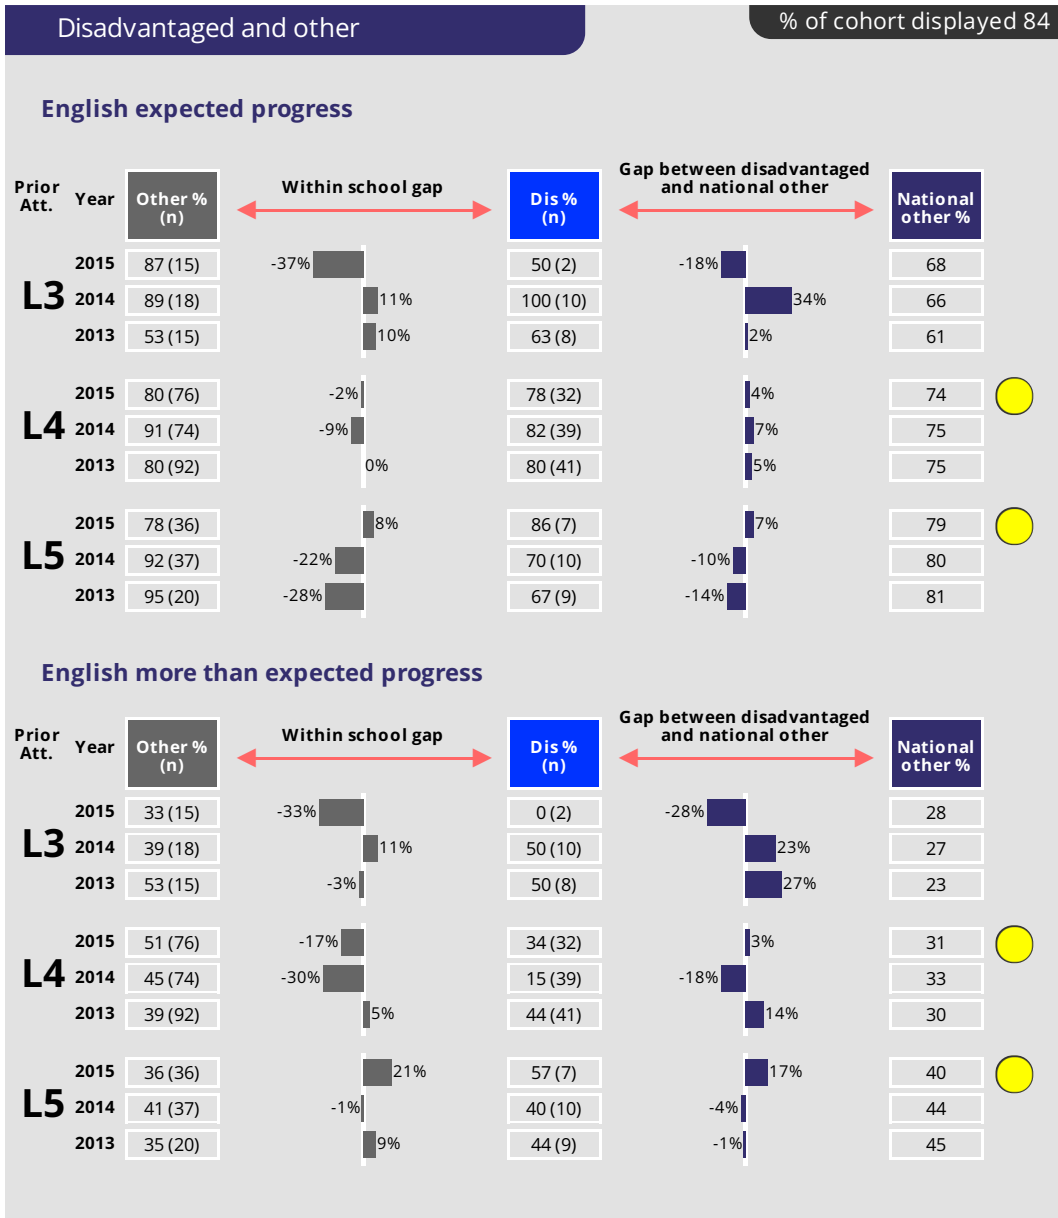 Disadvantaged and other
% of cohort displayed 84
English expected progress
Prior Att.
Year
Other % (n)
Within school gap
Dis % (n)
Gap between disadvantaged and national other
National other %
L3
2015 87 (15) -37% 50 (2) -18% 68
2014 89 (18) 11% 100 (10) 34% 66
2013 53 (15) 10% 63 (8) 2% 61
L4
2015 80 (76) -2% 78 (32) 4% 74
2014 91 (74) -9% 82 (39) 7% 75
2013 80 (92) 0% 80 (41) 5% 75
L5
2015 78 (36) 8% 86 (7) 7% 79
2014 92 (37) -22% 70 (10) -10% 80
2013 95 (20) -28% 67 (9) -14% 81
English more than expected progress
Prior Att.
Year
Other % (n)
Within school gap
Dis % (n)
Gap between disadvantaged and national other
National other %
L3
2015 33 (15) -33% 0 (2) -28% 28
2014 39 (18) 11% 50 (10) 23% 27
2013 53 (15) -3% 50 (8) 27% 23
L4
2015 51 (76) -17% 34 (32) 3% 31
2014 45 (74) -30% 15 (39) -18% 33
2013 39 (92) 5% 44 (41) 14% 30
L5
2015 36 (36) 21% 57 (7) 17% 40
2014 41 (37) -1% 40 (10) -4% 44
2013 35 (20) 9% 44 (9) -1% 45